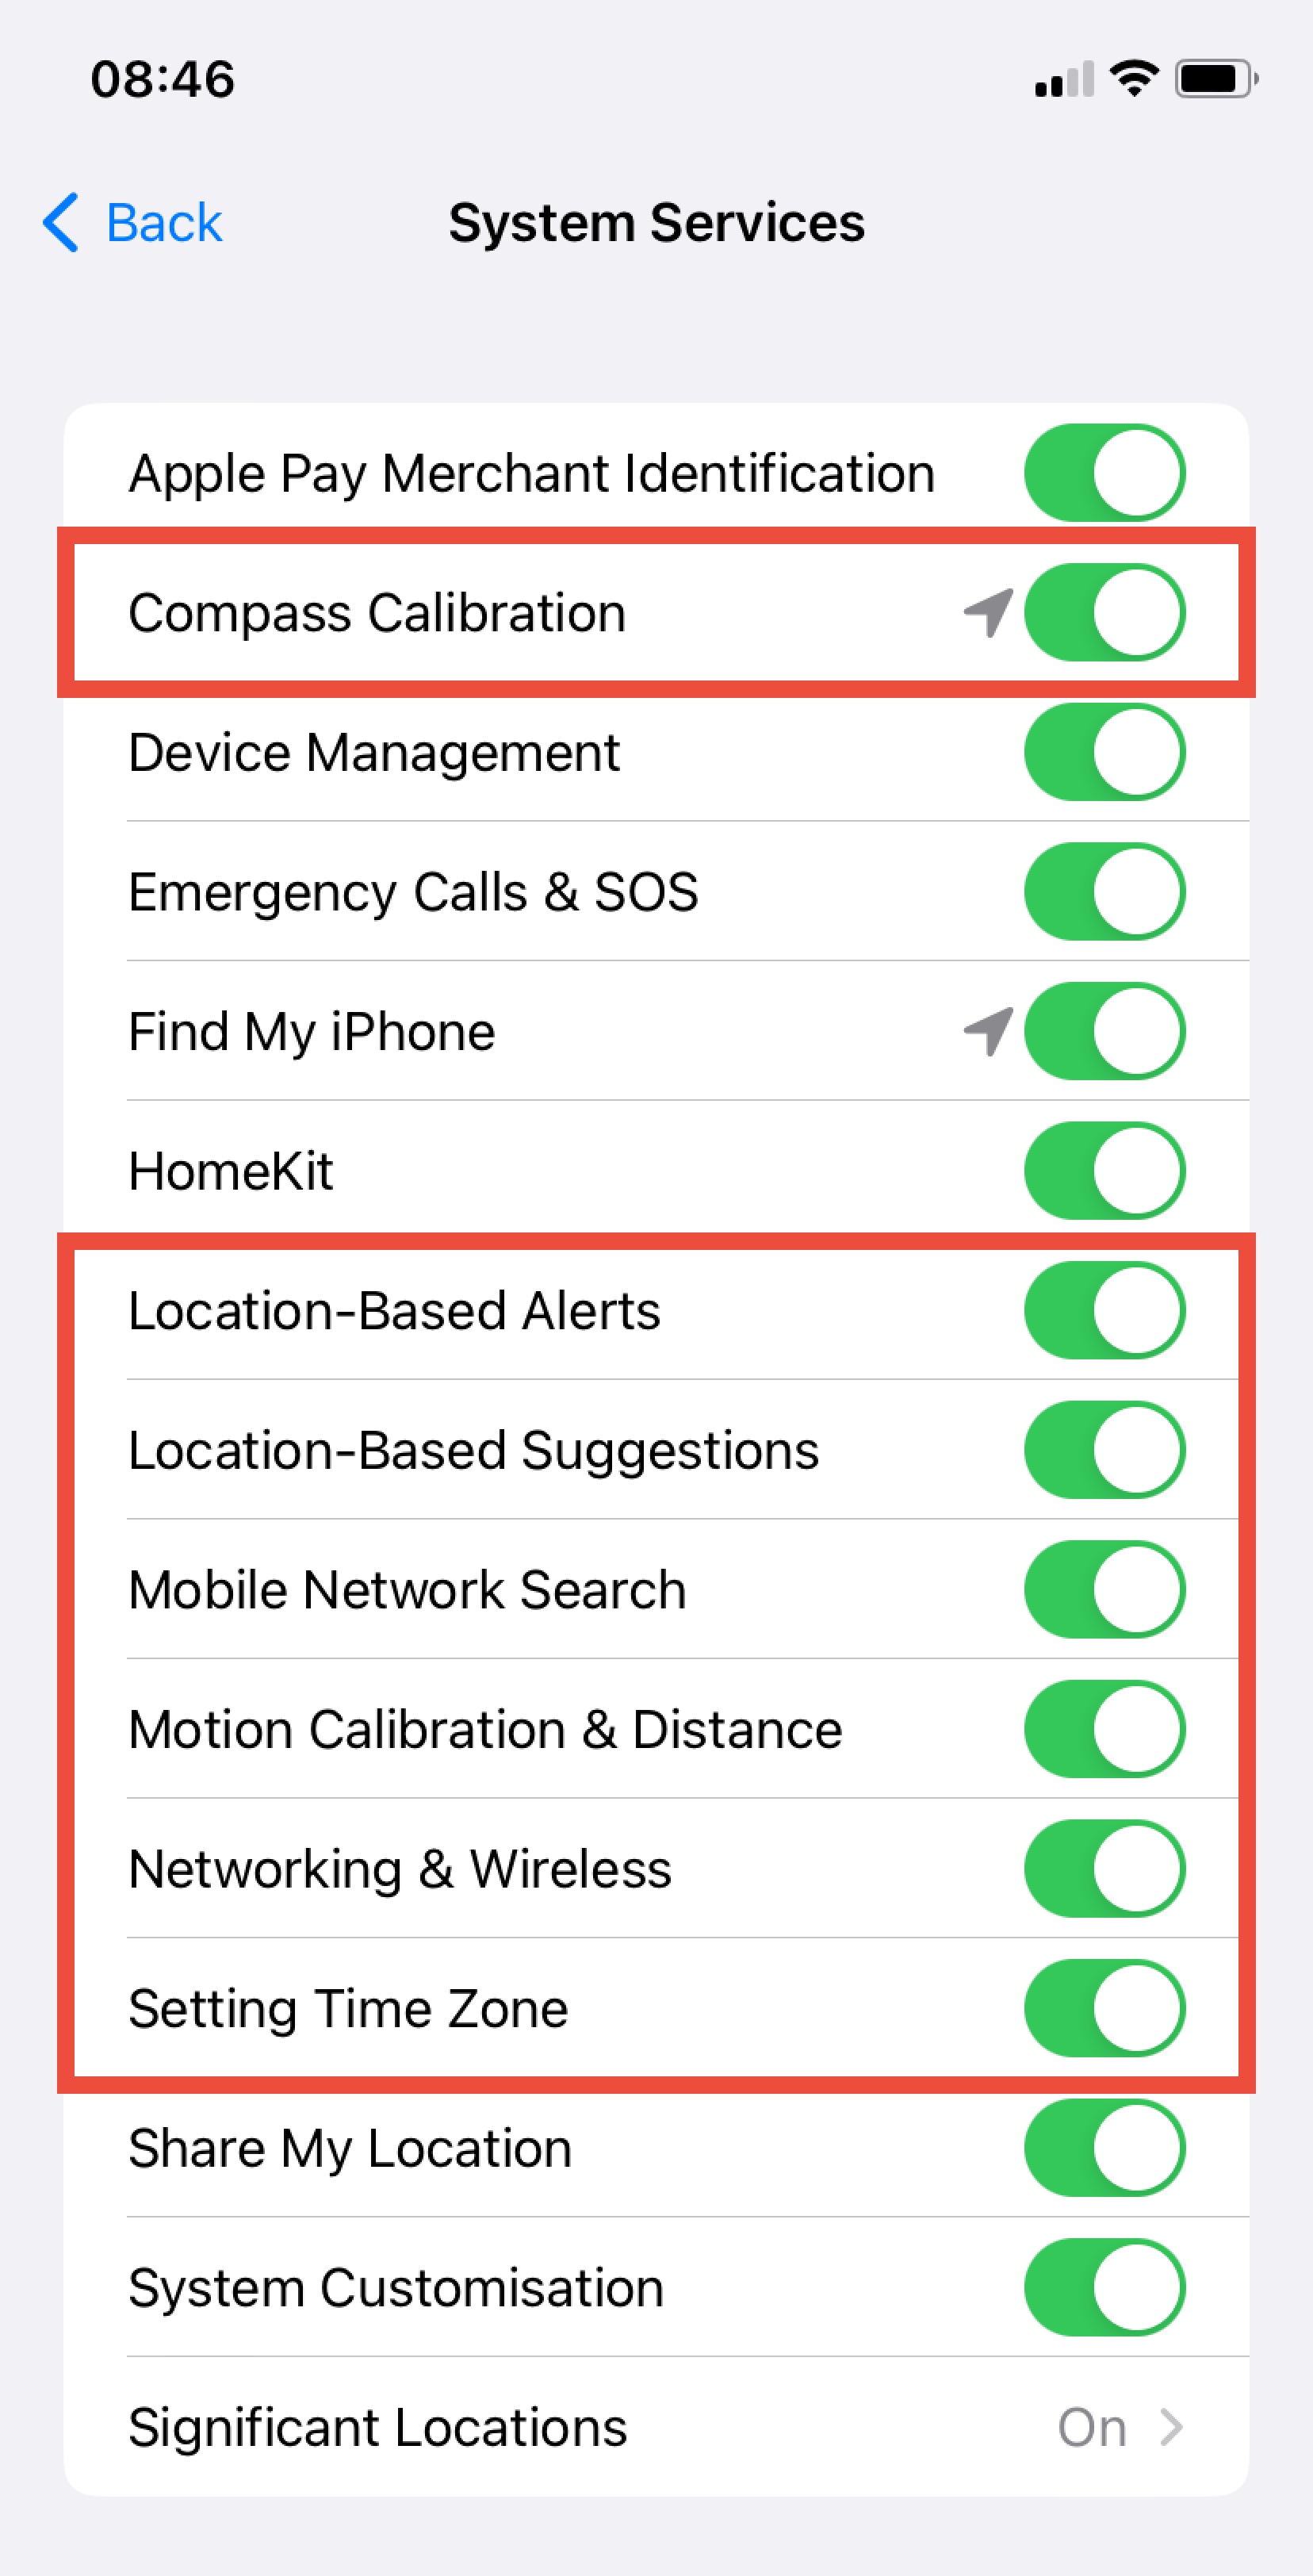 08:46
Back
System Services
Apple Pay Merchant Identification
Compass Calibration
Device Management
Emergency Calls & SOS
Find My iPhone
HomeKit
Location-Based Alerts
Location-Based Suggestions
Mobile Network Search
Motion Calibration & Distance
Networking & Wireless
Setting Time Zone
Share My Location
System Customisation
Significant Locations On